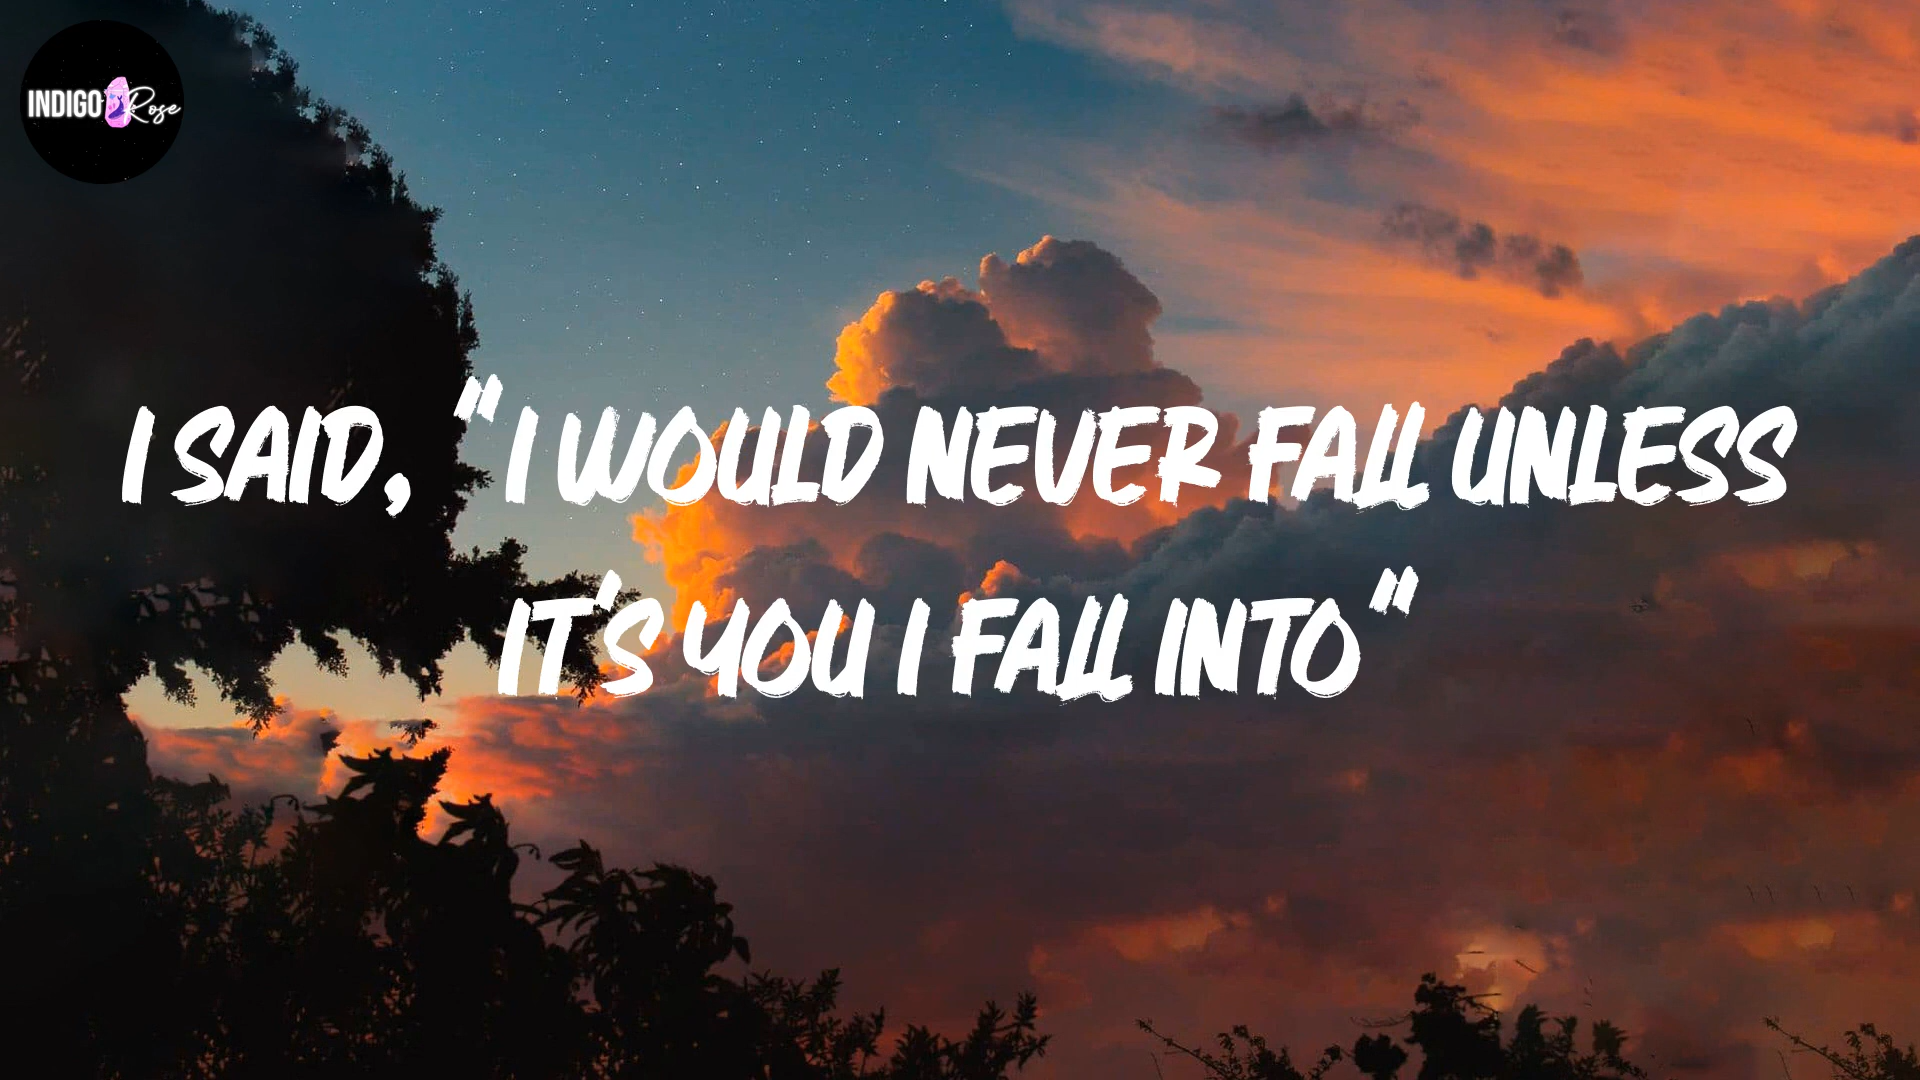 INDIGO Rose
I SAID, "I WOULD NEVER FALL UNLESS
IT'S YOU I FALL INTO"